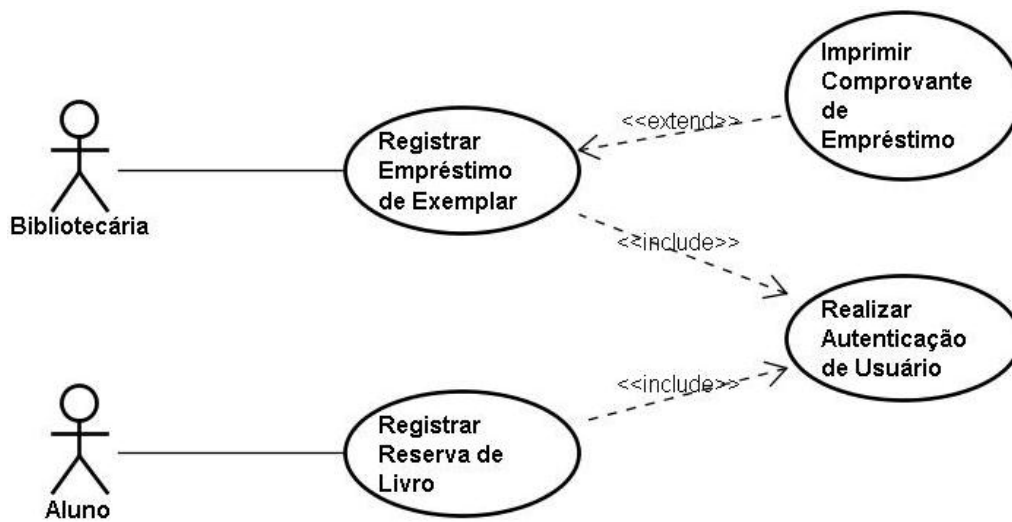 Imprimir
Comprovante
de
Empréstimo
<<extend>>
Registrar
Empréstimo
de Exemplar
Bibliotecária
<<include>>
Realizar
Autenticação
de Usuário
<<include>>
Registrar
Reserva de
Livro
Aluno